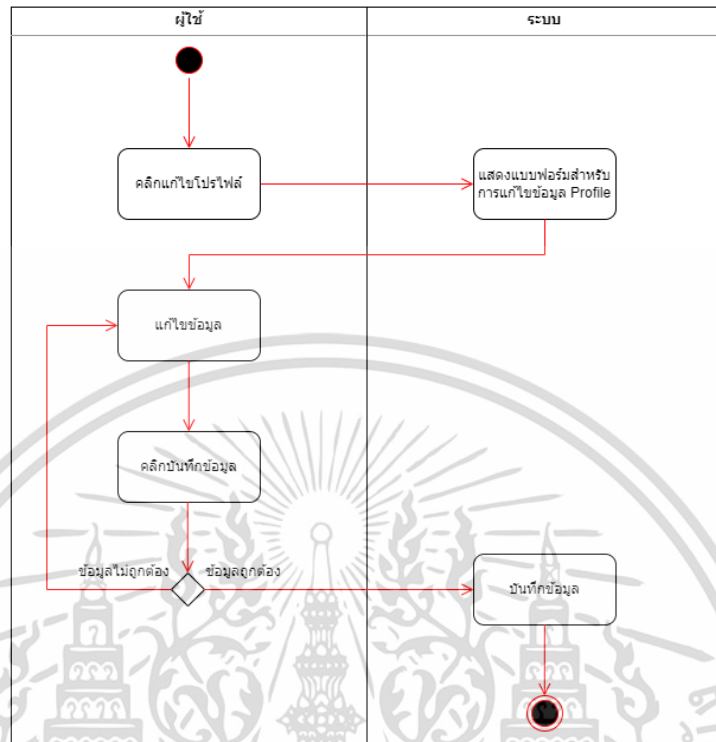 ผู้ใช้
ระบบ
คลิกแก้ไขโปรไฟล์
แสดงแบบฟอร์มสำหรับ
การแก้ไขข้อมูล Profile
แก้ไขข้อมูล
คลิกบันทึกข้อมูล
ข้อมูลไม่ถูกต้อง
ข้อมูลถูกต้อง
บันทึกข้อมูล